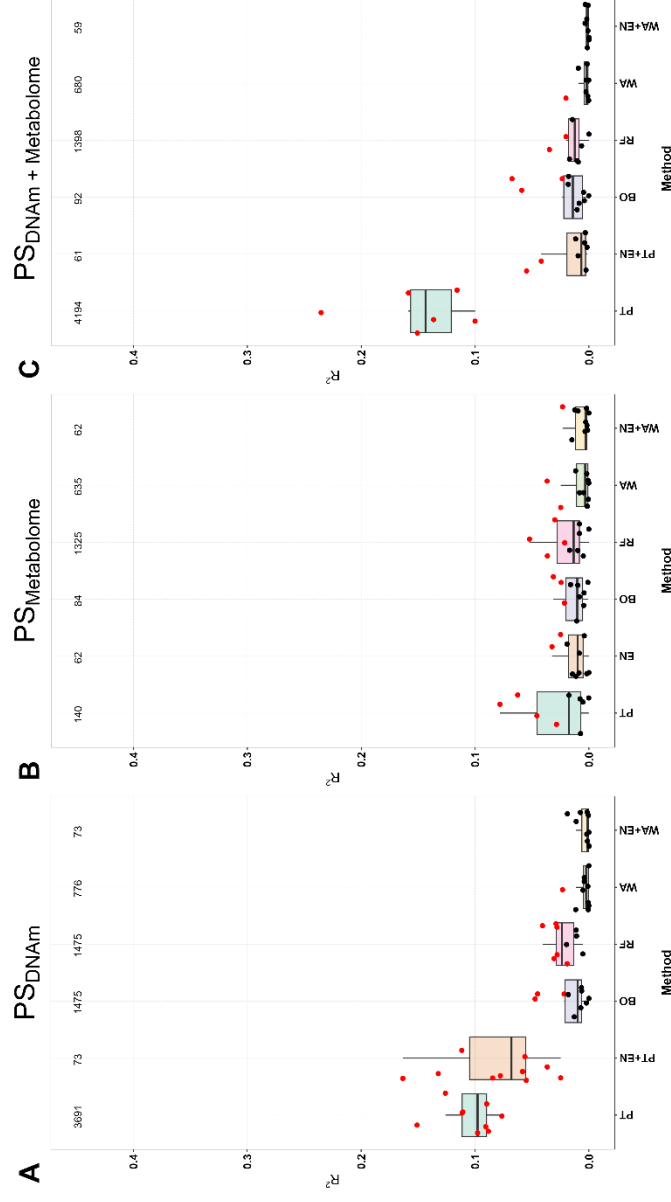 A
PS_DNAm
3691 73 1475 1475 776 73
0.4
0.3
R²
0.2
0.1
0.0
PT PT+EN BO RF WA WA+EN
Method
B
PS_Metabolome
140 62 84 1325 635 62
0.4
0.3
R²
0.2
0.1
0.0
PT EN BO RF WA WA+EN
Method
C
PS_DNAm + Metabolome
4194 61 92 1398 680 59
0.4
0.3
R²
0.2
0.1
0.0
PT PT+EN BO RF WA WA+EN
Method